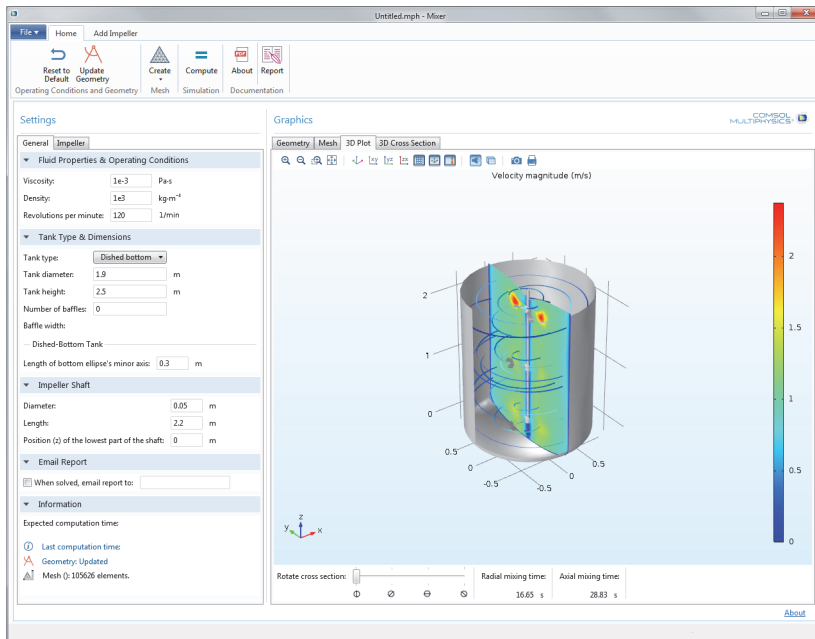 Untitled.mph - Mixer
File Home Add Impeller
Reset to Default Update Geometry Create Compute About Report
Operating Conditions and Geometry Mesh Simulation Documentation
Settings
General Impeller
Fluid Properties & Operating Conditions
Viscosity: 1e-3 Pa·s
Density: 1e3 kg·m⁻³
Revolutions per minute: 120 1/min
Tank Type & Dimensions
Tank type: Dished bottom
Tank diameter: 1.9 m
Tank height: 2.5 m
Number of baffles: 0
Baffle width:
Dished-Bottom Tank
Length of bottom ellipse's minor axis: 0.3 m
Impeller Shaft
Diameter: 0.05 m
Length: 2.2 m
Position (z) of the lowest part of the shaft: 0 m
Email Report
When solved, email report to:
Information
Expected computation time:
Last computation time:
Geometry: Updated
Mesh (): 105626 elements.
Graphics
COMSOL
MULTIPHYSICS®
Geometry Mesh 3D Plot 3D Cross Section
xy yz zx
Velocity magnitude (m/s)
2
1
0
0.5
0
-0.5
-0.5
0
0.5
2
1.5
1
0.5
0
z
y x
Rotate cross section: Radial mixing time: Axial mixing time:
16.65 s 28.83 s
About